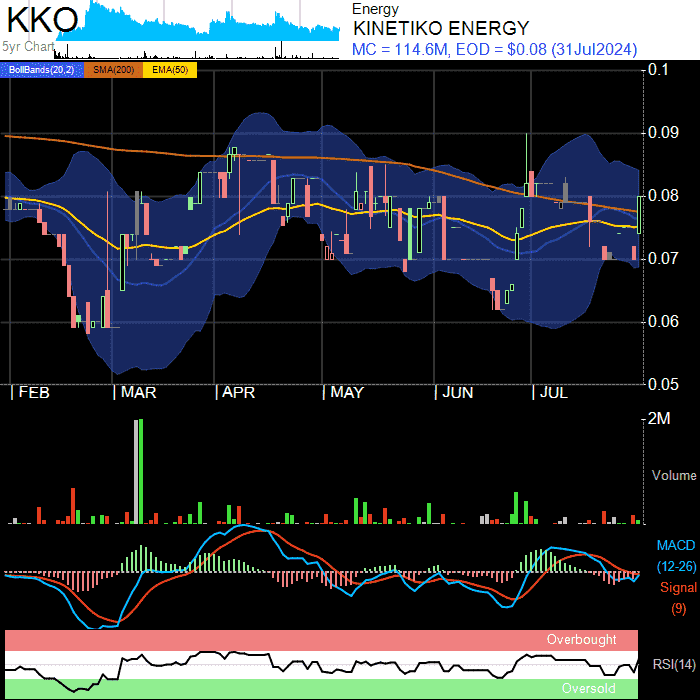 KKO
5yr Chart
Energy
KINETIKO ENERGY
MC = 114.6M, EOD = $0.08 (31Jul2024)
BollBands(20,2) SMA(200) EMA(50)
0.1
0.09
0.08
0.07
0.06
0.05
FEB MAR APR MAY JUN JUL
2M
Volume
MACD
(12-26)
Signal
(9)
Overbought
RSI(14)
Oversold